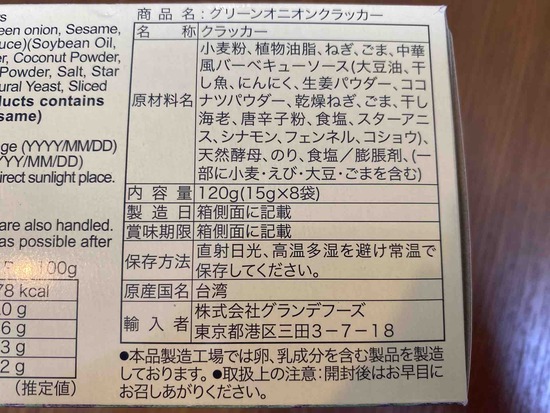 een onion, Sesame,
uce)(Soybean Oil,
r, Coconut Powder,
Powder, Salt, Star
ural Yeast, Sliced
ducts contains
same)
ge (YYYY/MM/DD)
YY/MM/DD)
irect sunlight place.
are also handled.
as possible after
100g
78 kcal
.0 g
6 g
3 g
2 g
(推定値)
商品名:グリーンオニオンクラッカー
名称 クラッカー
原材料名 小麦粉、植物油脂、ねぎ、ごま、中華
風バーベキューソース(大豆油、干
し魚、にんにく、生姜パウダー、ココ
ナツパウダー、乾燥ねぎ、ごま、干し
海老、唐辛子粉、食塩、スターアニ
ス、シナモン、フェンネル、コショウ)、
天然酵母、のり、食塩/膨脹剤、(一
部に小麦・えび・大豆・ごまを含む)
内容量 120g(15g×8袋)
製造日 箱側面に記載
賞味期限 箱側面に記載
保存方法 直射日光、高温多湿を避け常温で
保存してください。
原産国名 台湾
輸入者 株式会社グランデフーズ
東京都港区三田3-7-18
●本品製造工場では卵、乳成分を含む製品を製造
しております。●取扱上の注意:開封後はお早目に
お召しあがりください。